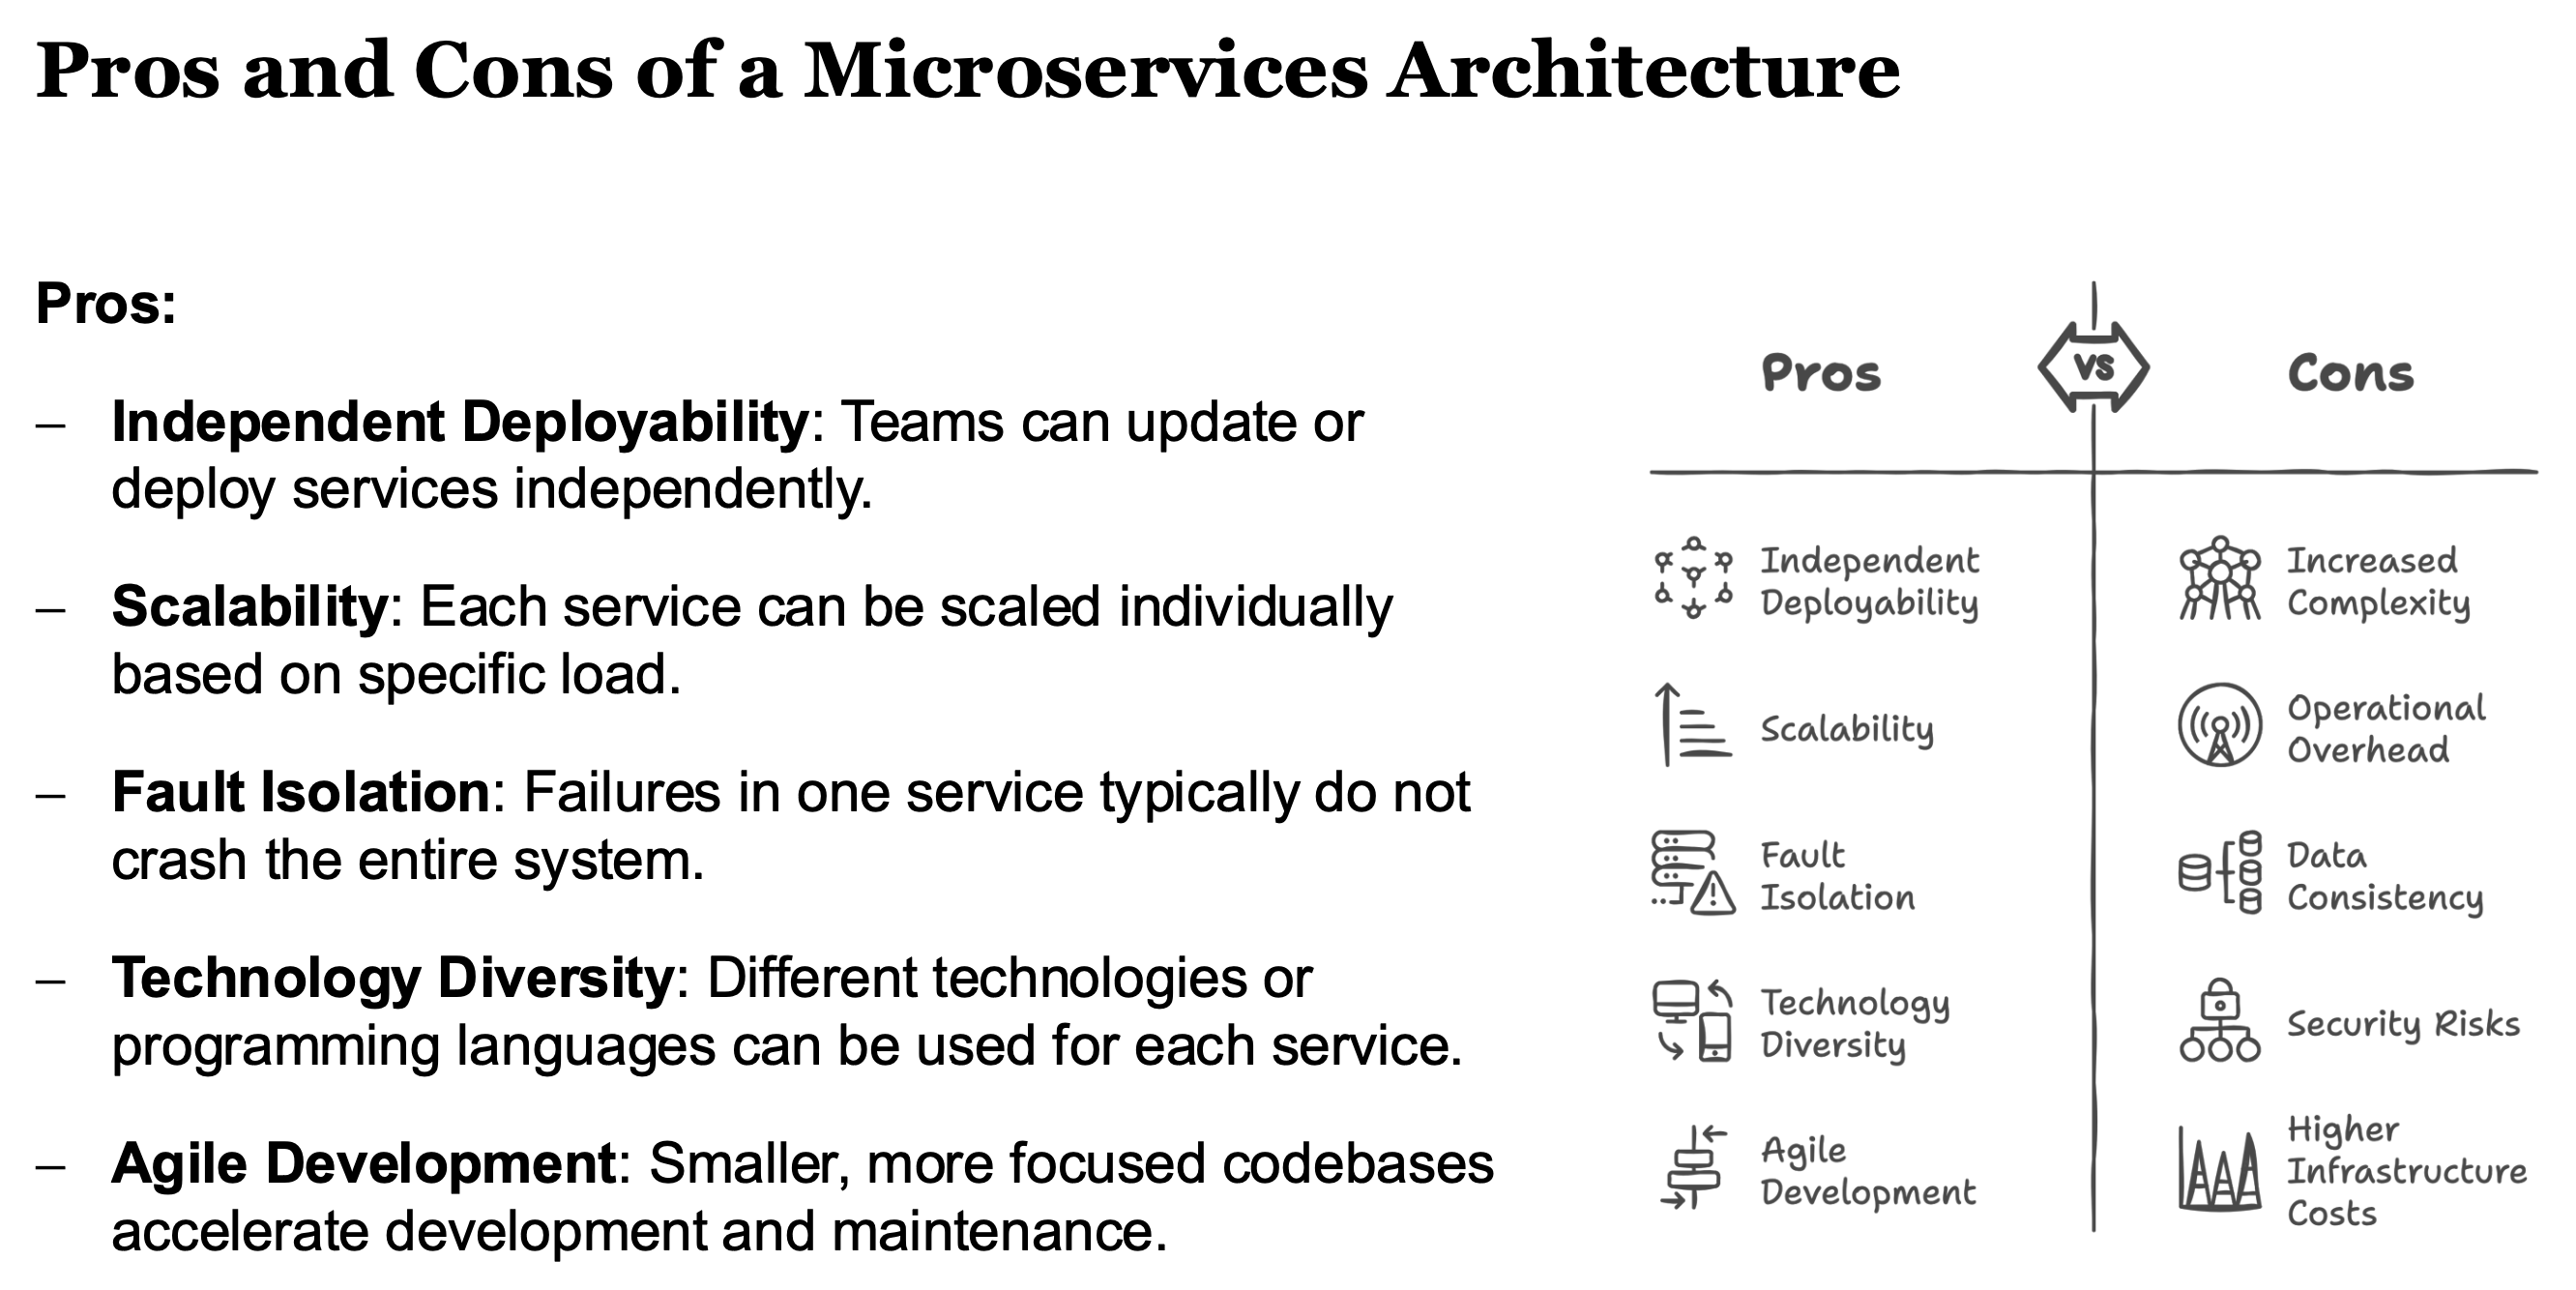 Pros and Cons of a Microservices Architecture
Pros:
– Independent Deployability: Teams can update or
deploy services independently.
– Scalability: Each service can be scaled individually
based on specific load.
– Fault Isolation: Failures in one service typically do not
crash the entire system.
– Technology Diversity: Different technologies or
programming languages can be used for each service.
– Agile Development: Smaller, more focused codebases
accelerate development and maintenance.
Pros
VS
Cons
Independent
Deployability
Scalability
Fault
Isolation
Technology
Diversity
Agile
Development
Increased
Complexity
Operational
Overhead
Data
Consistency
Security Risks
Higher
Infrastructure
Costs